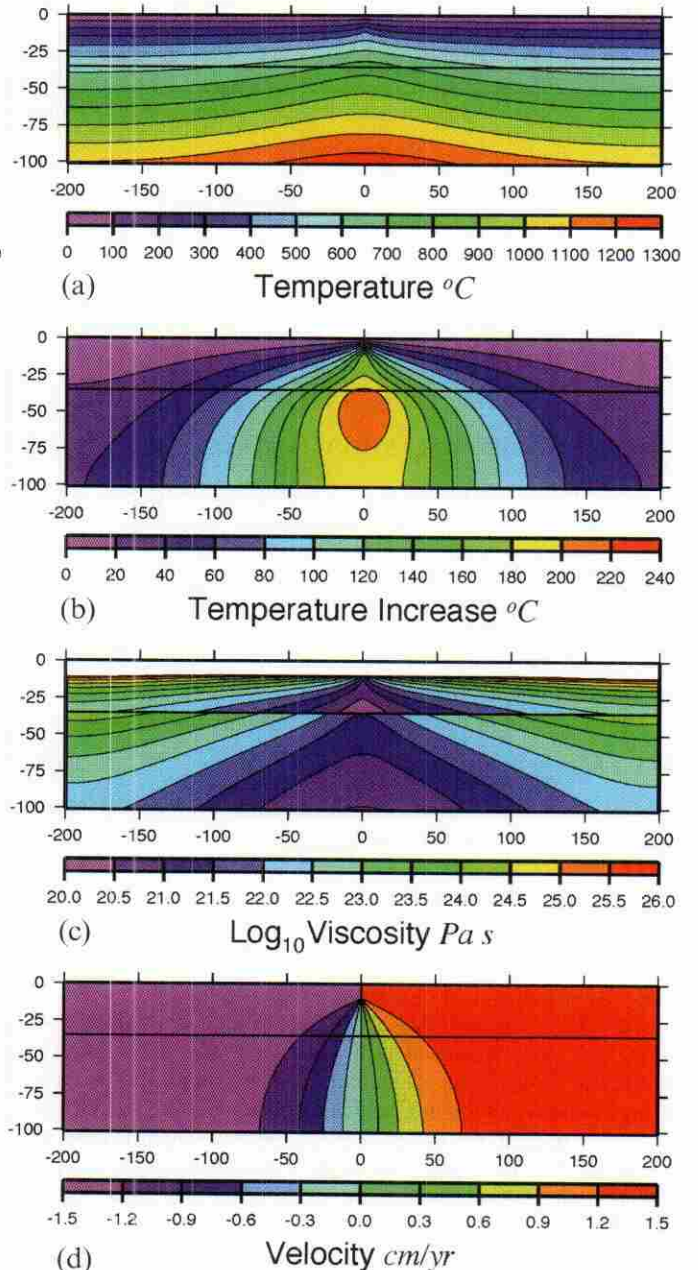 0
-25
-50
-75
-100
-200 -150 -100 -50 0 50 100 150 200
0 100 200 300 400 500 600 700 800 900 1000 1100 1200 1300
(a) Temperature °C
0
-25
-50
-75
-100
-200 -150 -100 -50 0 50 100 150 200
0 20 40 60 80 100 120 140 160 180 200 220 240
(b) Temperature Increase °C
0
-25
-50
-75
-100
-200 -150 -100 -50 0 50 100 150 200
20.0 20.5 21.0 21.5 22.0 22.5 23.0 23.5 24.0 24.5 25.0 25.5 26.0
(c) Log10 Viscosity Pa s
0
-25
-50
-75
-100
-200 -150 -100 -50 0 50 100 150 200
-1.5 -1.2 -0.9 -0.6 -0.3 0.0 0.3 0.6 0.9 1.2 1.5
(d) Velocity cm/yr